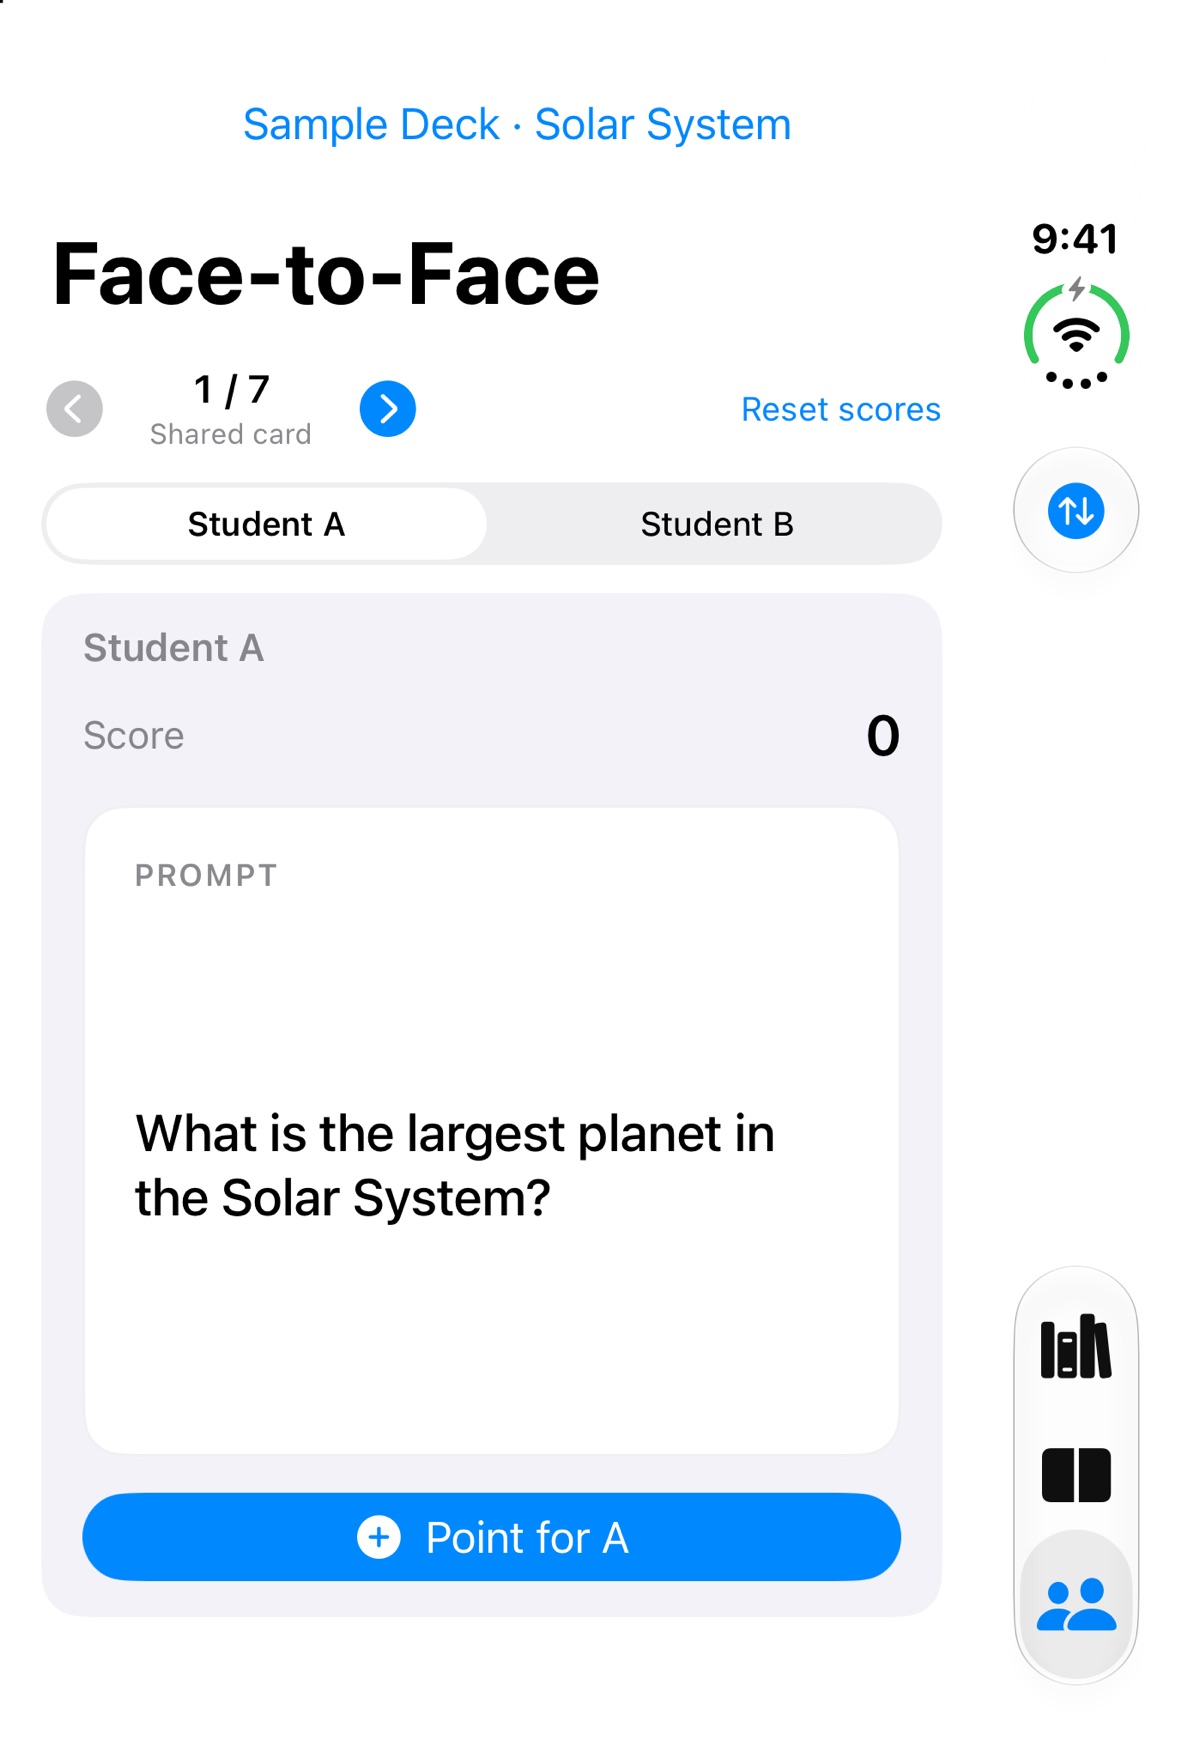 Sample Deck · Solar System
Face-to-Face
9:41
1 / 7
Shared card
Reset scores
Student A
Student B
Student A
Score
0
PROMPT
What is the largest planet in
the Solar System?
Point for A